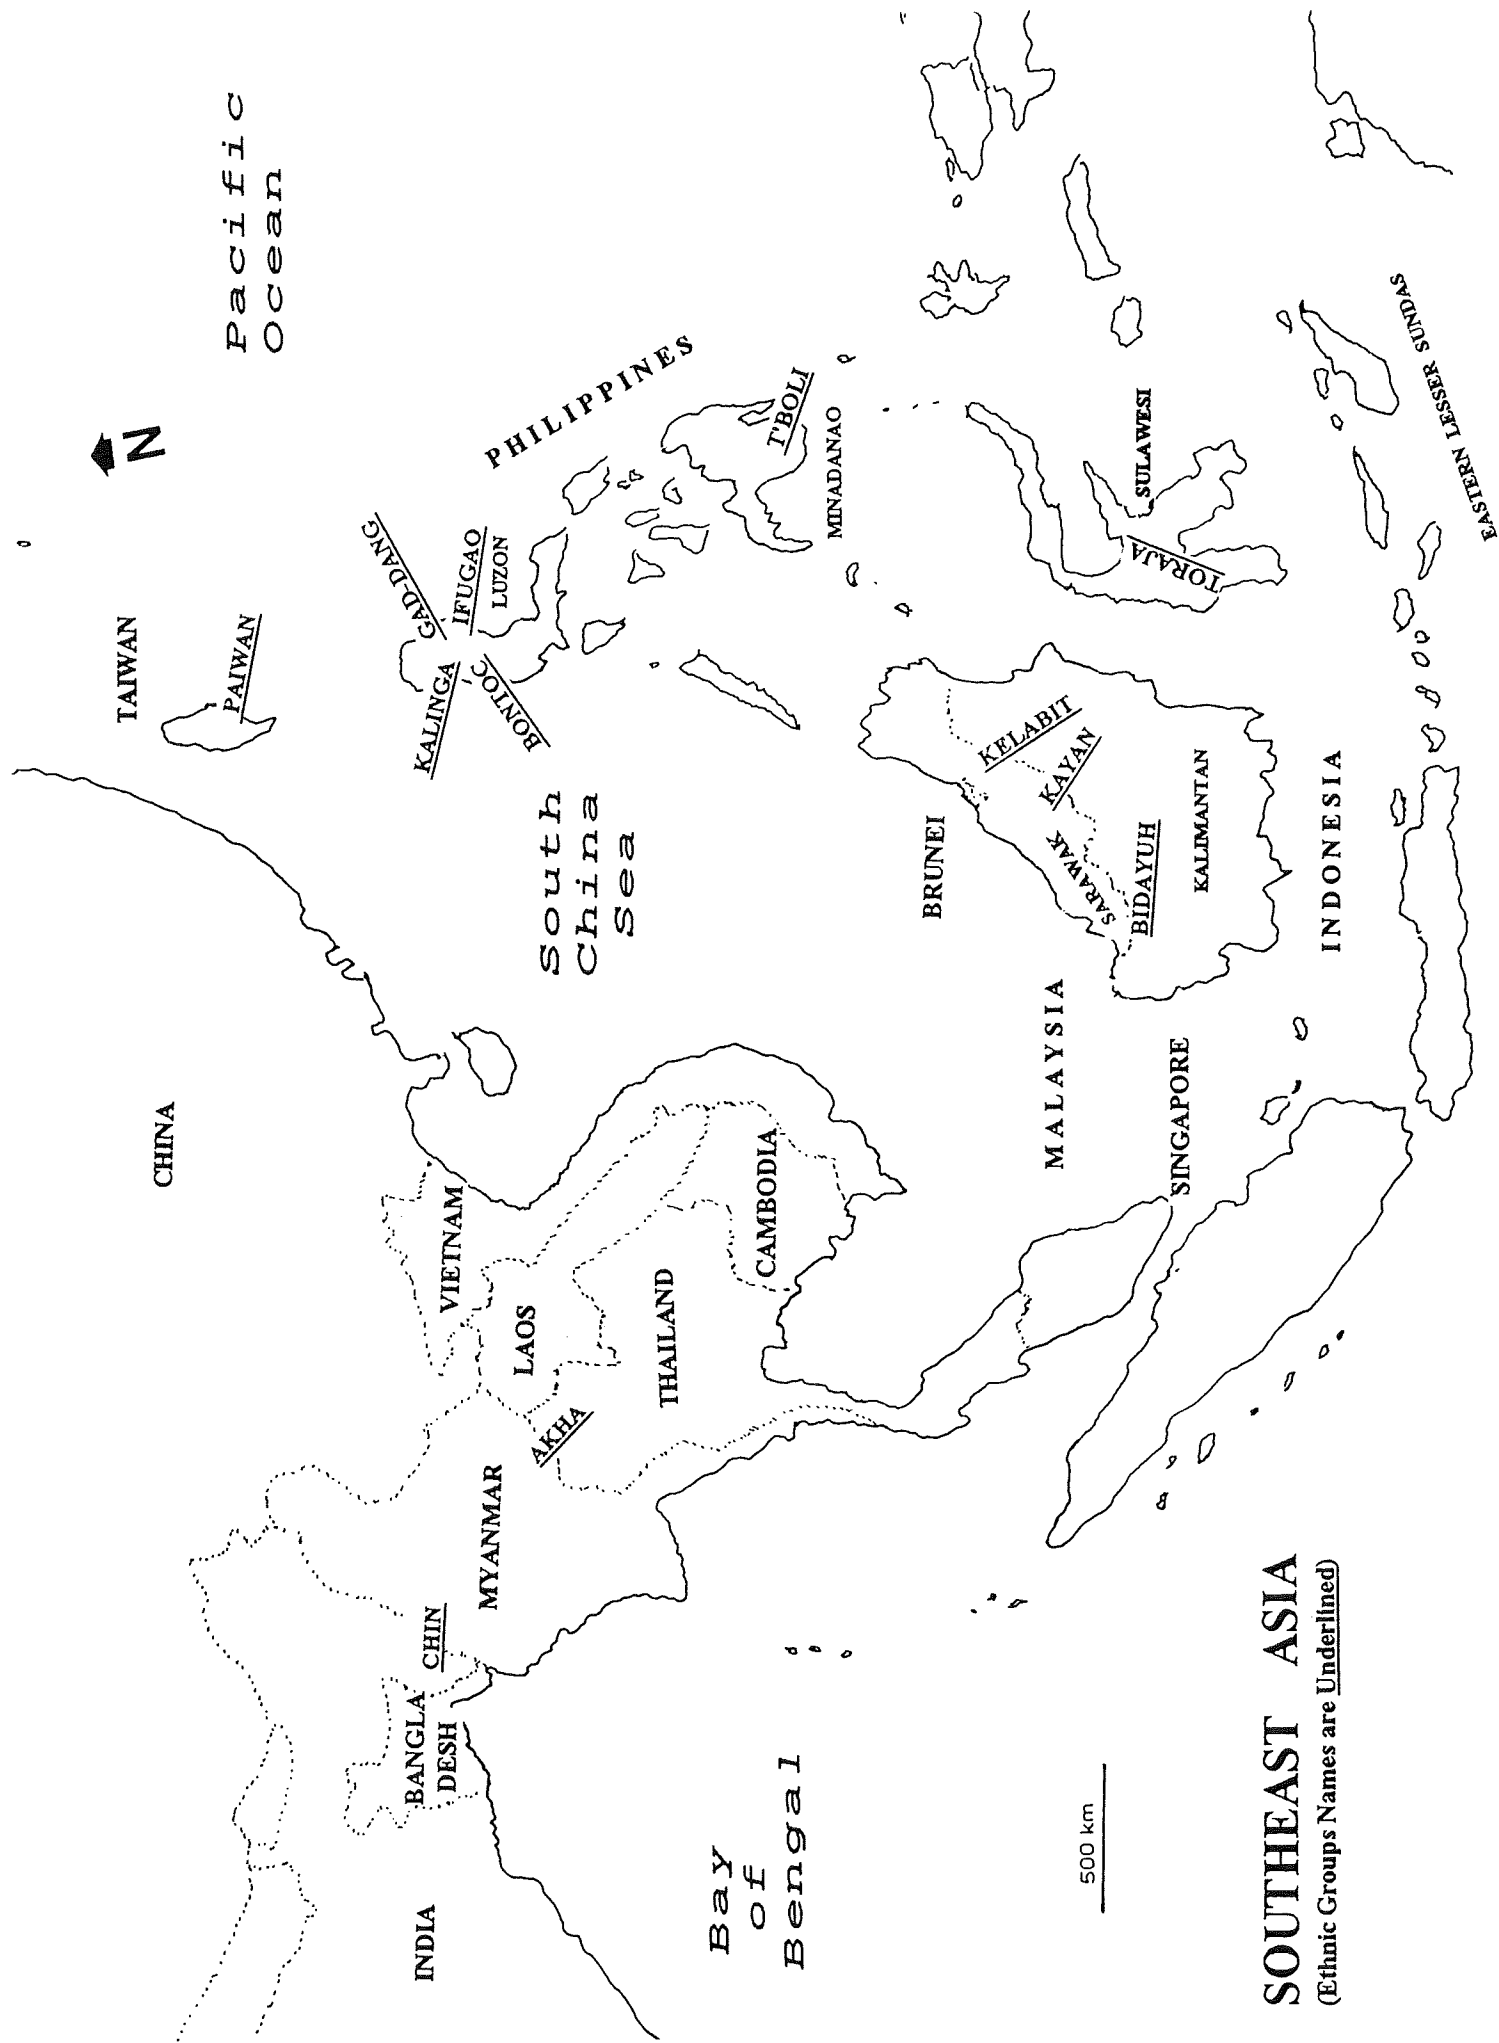 Pacific
Ocean
N
TAIWAN
PAIWAN
CHINA
PHILIPPINES
GAD-DANG
IFUGAO
LUZON
KALINGA
BONTOC
T'BOLI
MINADANAO
South
China
Sea
INDIA
BANGLA
DESH
CHIN
MYANMAR
VIETNAM
LAOS
AKHA
THAILAND
CAMBODIA
BRUNEI
KELABIT
KAYAN
SARAWAK
BIDAYUH
KALIMANTAN
SULAWESI
TORAJA
MALAYSIA
SINGAPORE
INDONESIA
EASTERN LESSER SUNDAS
Bay
of
Bengal
500 km
SOUTHEAST ASIA
(Ethnic Groups Names are Underlined)